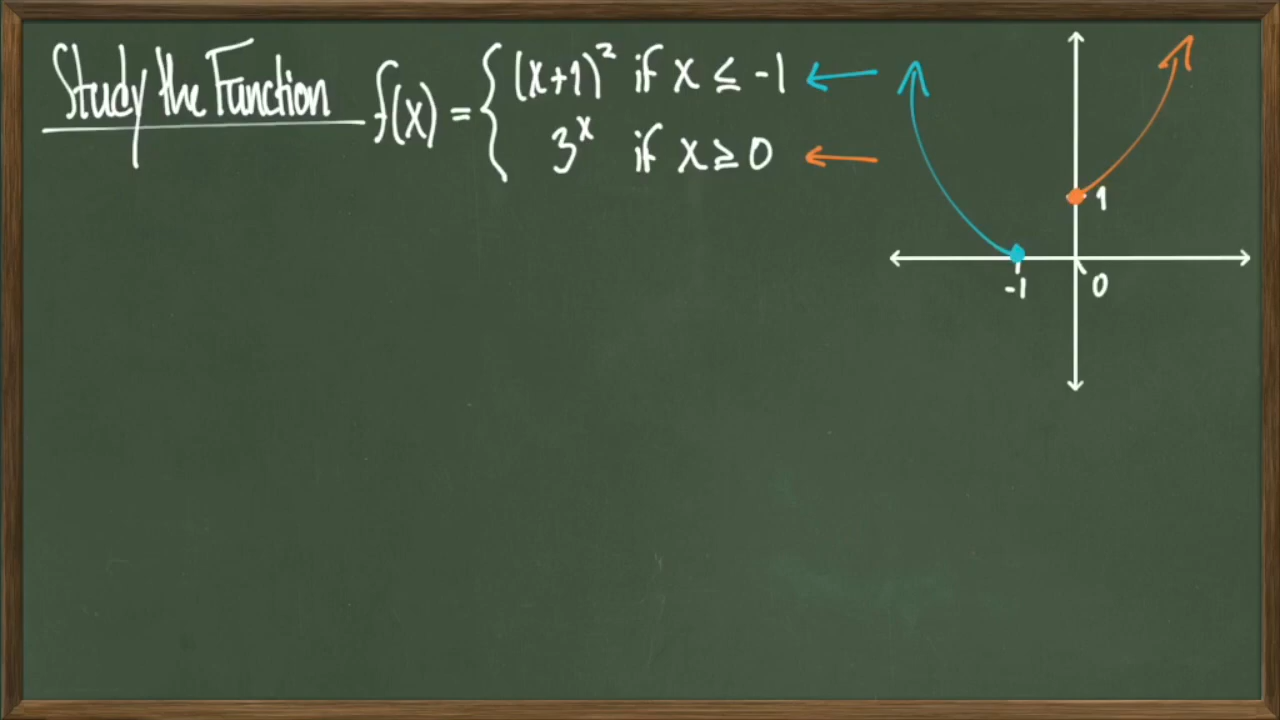 Study the Function f(x) = { (x+1)² if x ≤ -1
3ˣ if x ≥ 0
1
-1 0